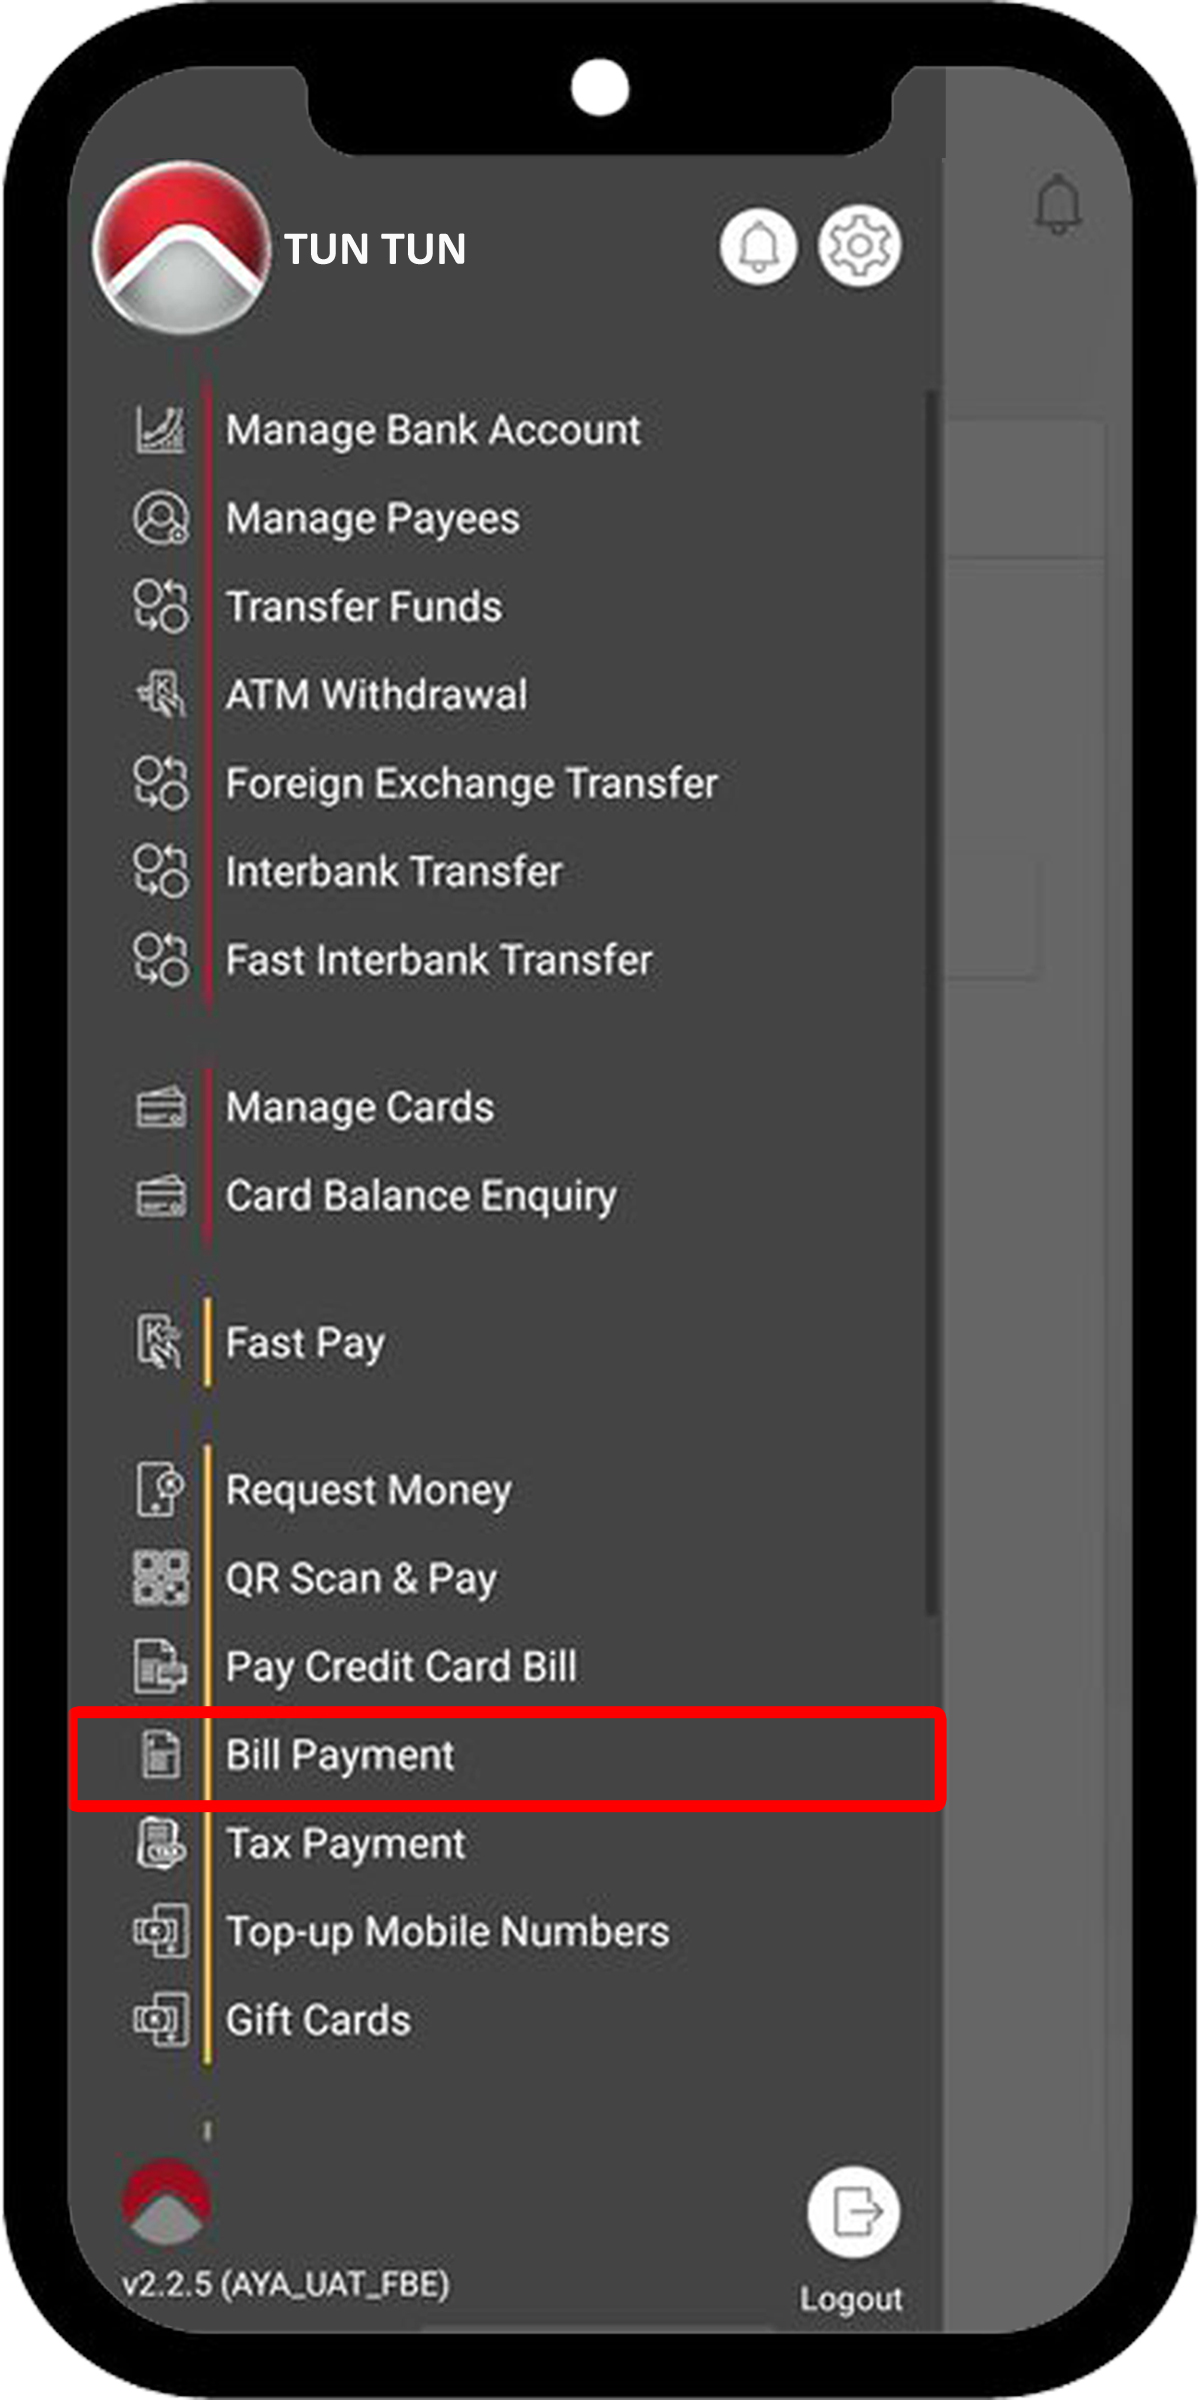 TUN TUN
Manage Bank Account
Manage Payees
Transfer Funds
ATM Withdrawal
Foreign Exchange Transfer
Interbank Transfer
Fast Interbank Transfer
Manage Cards
Card Balance Enquiry
Fast Pay
Request Money
QR Scan & Pay
Pay Credit Card Bill
Bill Payment
Tax Payment
Top-up Mobile Numbers
Gift Cards
v2.2.5 (AYA_UAT_FBE)
Logout